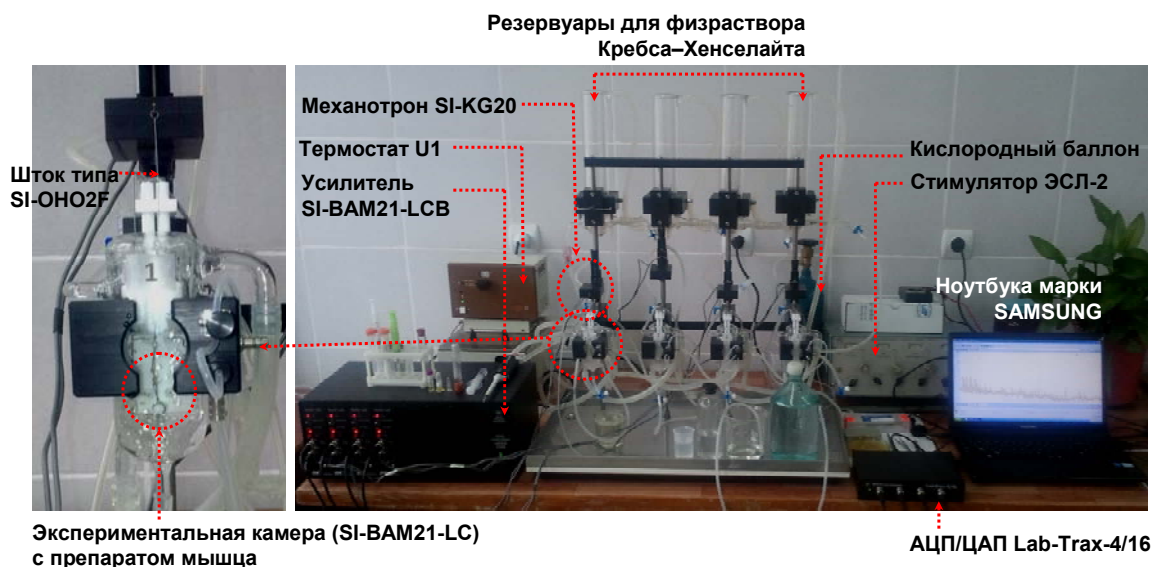 Резервуары для физраствора
Кребса–Хенселайта
Механотрон SI-KG20
Термостат U1
Усилитель
SI-BAM21-LCB
Шток типа
SI-OHO2F
1
Кислородный баллон
Стимулятор ЭСЛ-2
Ноутбука марки
SAMSUNG
Экспериментальная камера (SI-BAM21-LC)
с препаратом мышца
АЦП/ЦАП Lab-Trax-4/16